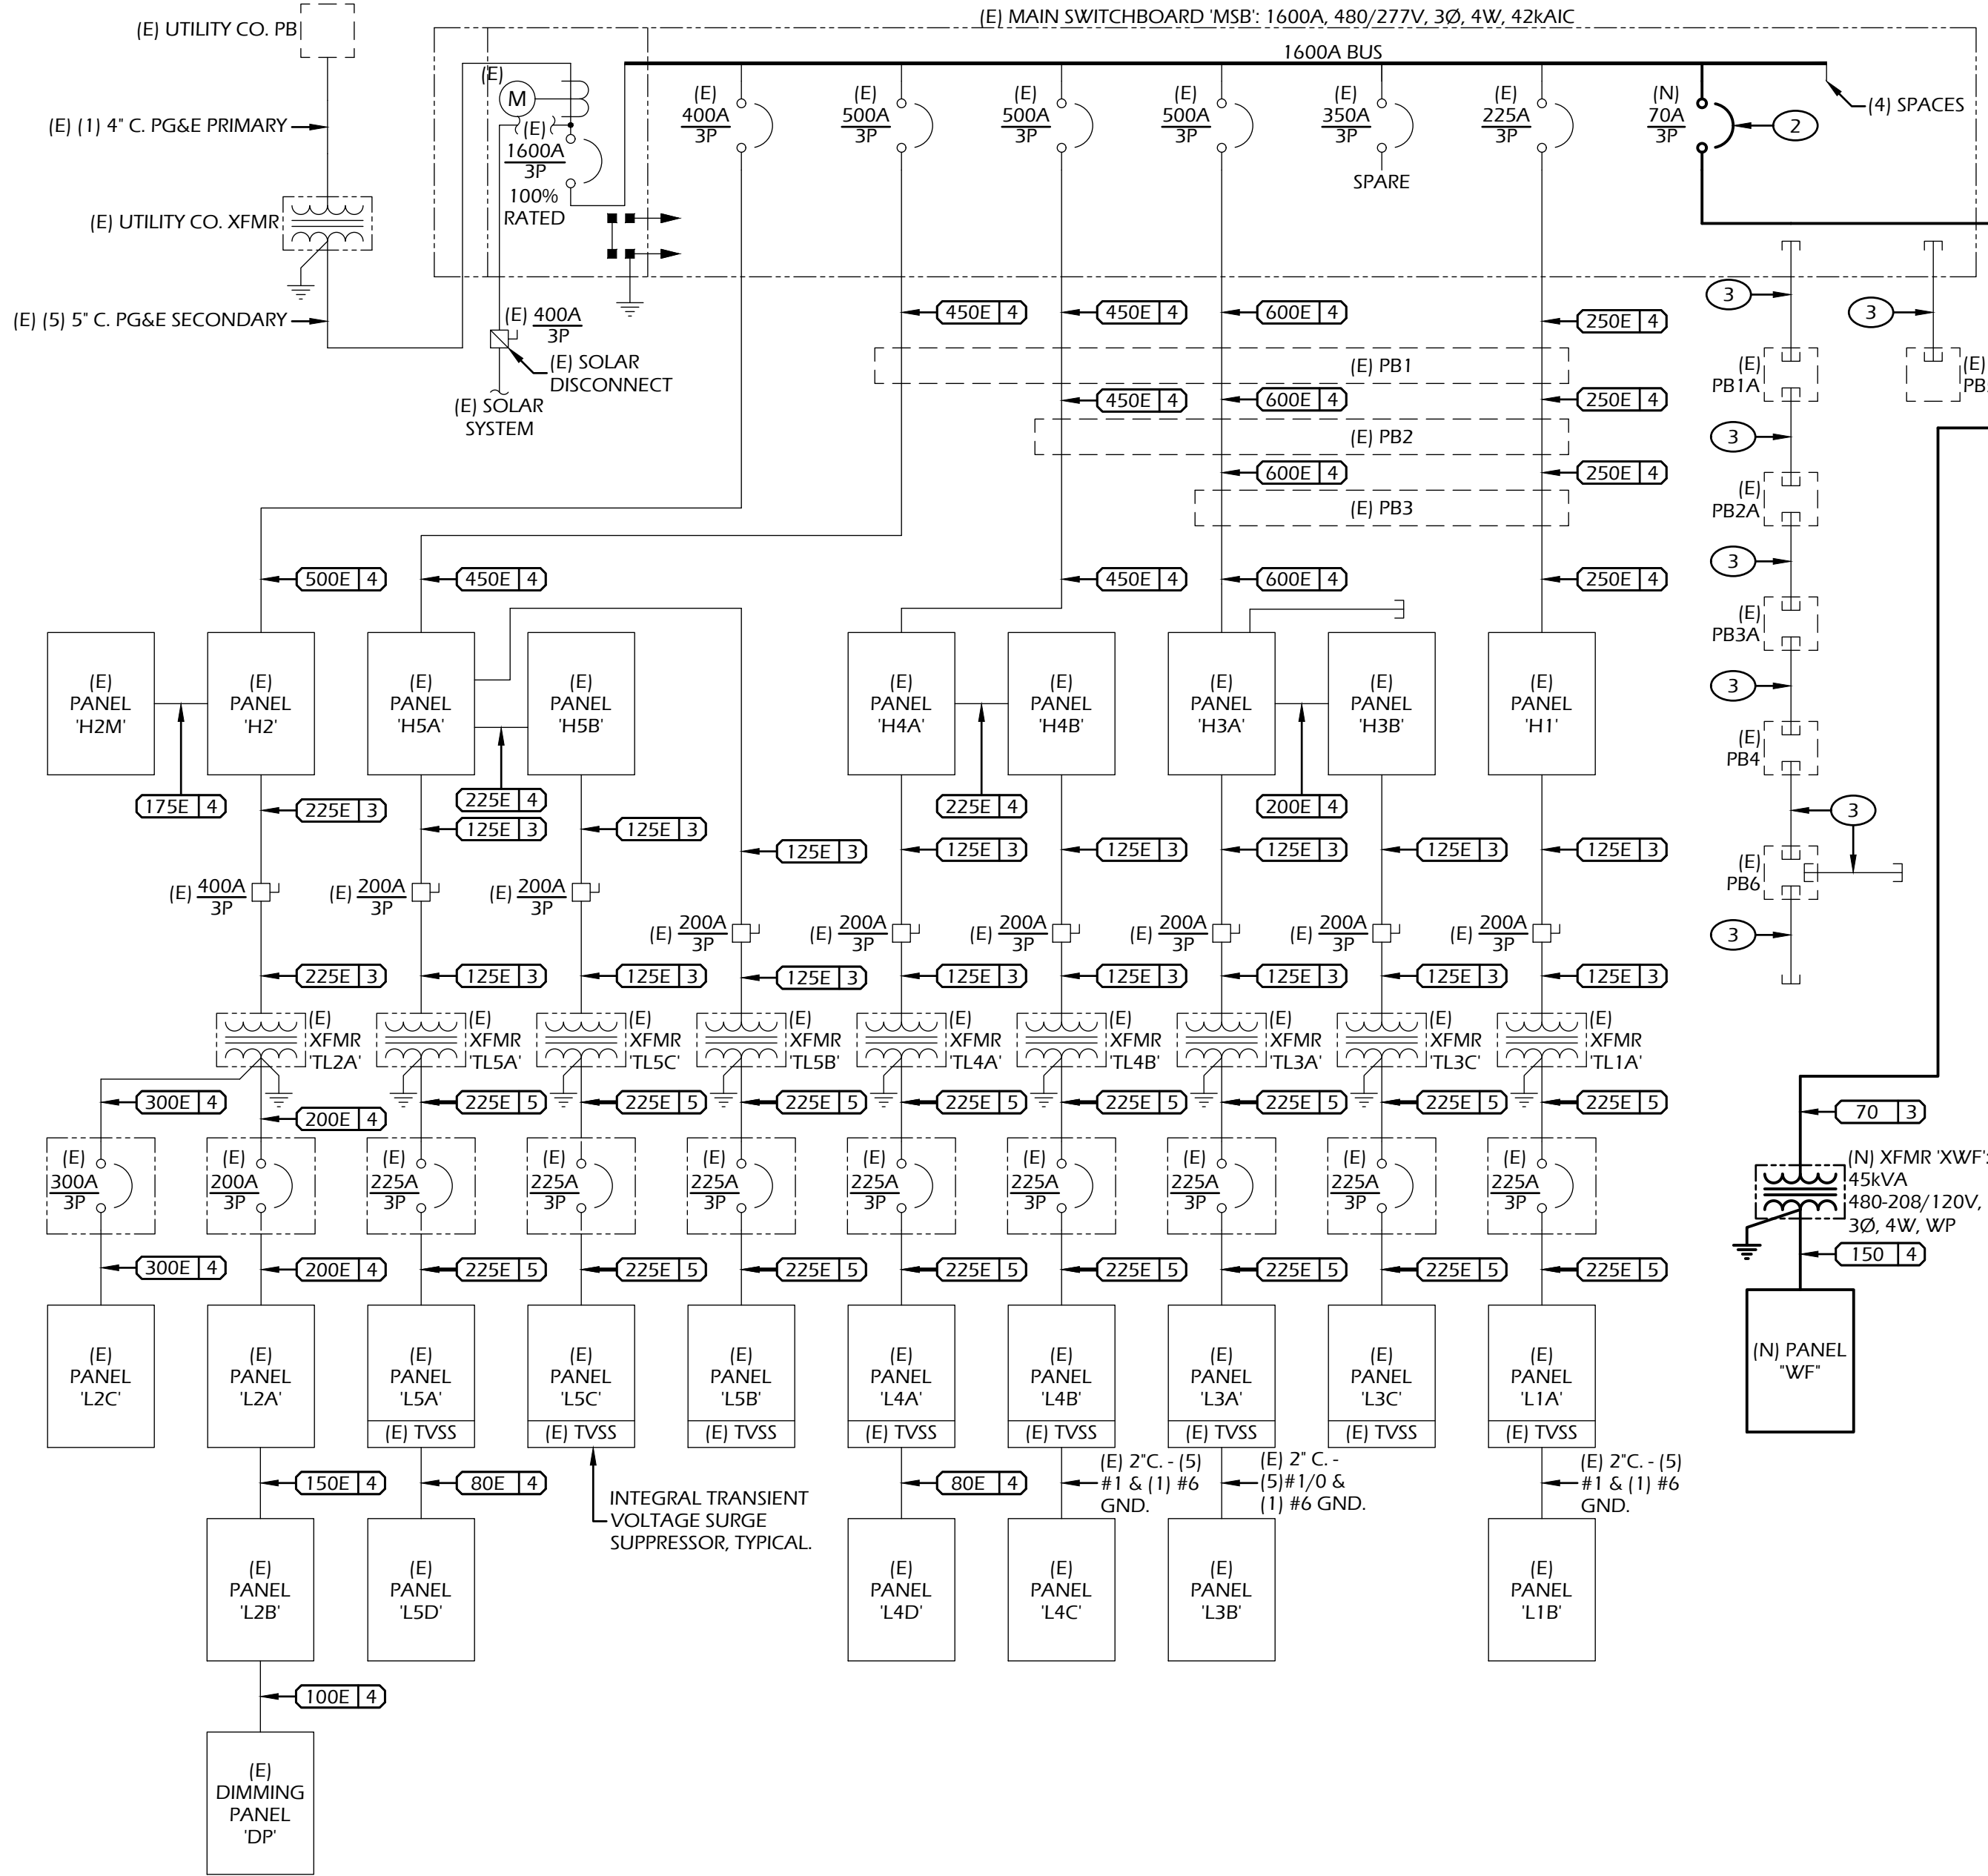 (E) MAIN SWITCHBOARD 'MSB': 1600A, 480/277V, 3Ø, 4W, 42kAIC
(E) UTILITY CO. PB
1600A BUS
(E)
M
(E) (1) 4" C. PG&E PRIMARY
(E)
1600A
3P
100%
RATED
(E)
400A
3P
(E)
500A
3P
(E)
500A
3P
(E)
500A
3P
(E)
350A
3P
SPARE
(E)
225A
3P
(N)
70A
3P
2
(4) SPACES
(E) UTILITY CO. XFMR
(E) (5) 5" C. PG&E SECONDARY
(E) 400A
3P
(E) SOLAR
DISCONNECT
(E) SOLAR
SYSTEM
450E 4
450E 4
600E 4
250E 4
3
3
(E) PB1
(E)
PB1A
(E)
PB
450E 4
600E 4
250E 4
3
(E) PB2
600E 4
250E 4
(E)
PB2A
(E) PB3
3
500E 4
450E 4
450E 4
600E 4
250E 4
(E)
PB3A
(E)
PANEL
'H2M'
(E)
PANEL
'H2'
(E)
PANEL
'H5A'
(E)
PANEL
'H5B'
(E)
PANEL
'H4A'
(E)
PANEL
'H4B'
(E)
PANEL
'H3A'
(E)
PANEL
'H3B'
(E)
PANEL
'H1'
3
(E)
PB4
175E 4
225E 3
225E 4
125E 3
125E 3
125E 3
225E 4
125E 3
125E 3
200E 4
125E 3
125E 3
125E 3
3
(E)
PB6
3
(E) 400A
3P
(E) 200A
3P
(E) 200A
3P
(E) 200A
3P
(E) 200A
3P
(E) 200A
3P
(E) 200A
3P
(E) 200A
3P
(E) 200A
3P
225E 3
125E 3
125E 3
125E 3
125E 3
125E 3
125E 3
125E 3
125E 3
(E)
XFMR
'TL2A'
(E)
XFMR
'TL5A'
(E)
XFMR
'TL5C'
(E)
XFMR
'TL5B'
(E)
XFMR
'TL4A'
(E)
XFMR
'TL4B'
(E)
XFMR
'TL3A'
(E)
XFMR
'TL3C'
(E)
XFMR
'TL1A'
300E 4
200E 4
225E 5
225E 5
225E 5
225E 5
225E 5
225E 5
225E 5
225E 5
70 3
(E)
300A
3P
(E)
200A
3P
(E)
225A
3P
(E)
225A
3P
(E)
225A
3P
(E)
225A
3P
(E)
225A
3P
(E)
225A
3P
(E)
225A
3P
(E)
225A
3P
(N) XFMR 'XWF':
45kVA
480-208/120V,
3Ø, 4W, WP
150 4
300E 4
200E 4
225E 5
225E 5
225E 5
225E 5
225E 5
225E 5
225E 5
225E 5
(E)
PANEL
'L2C'
(E)
PANEL
'L2A'
(E)
PANEL
'L5A'
(E) TVSS
(E)
PANEL
'L5C'
(E) TVSS
(E)
PANEL
'L5B'
(E) TVSS
(E)
PANEL
'L4A'
(E) TVSS
(E)
PANEL
'L4B'
(E) TVSS
(E)
PANEL
'L3A'
(E) TVSS
(E)
PANEL
'L3C'
(E) TVSS
(E)
PANEL
'L1A'
(E) TVSS
(N) PANEL
"WF"
150E 4
80E 4
INTEGRAL TRANSIENT
VOLTAGE SURGE
SUPPRESSOR, TYPICAL.
80E 4
(E) 2"C. - (5)
#1 & (1) #6
GND.
(E) 2" C. -
(5)#1/0 &
(1) #6 GND.
(E) 2"C. - (5)
#1 & (1) #6
GND.
(E)
PANEL
'L2B'
(E)
PANEL
'L5D'
(E)
PANEL
'L4D'
(E)
PANEL
'L4C'
(E)
PANEL
'L3B'
(E)
PANEL
'L1B'
100E 4
(E)
DIMMING
PANEL
'DP'